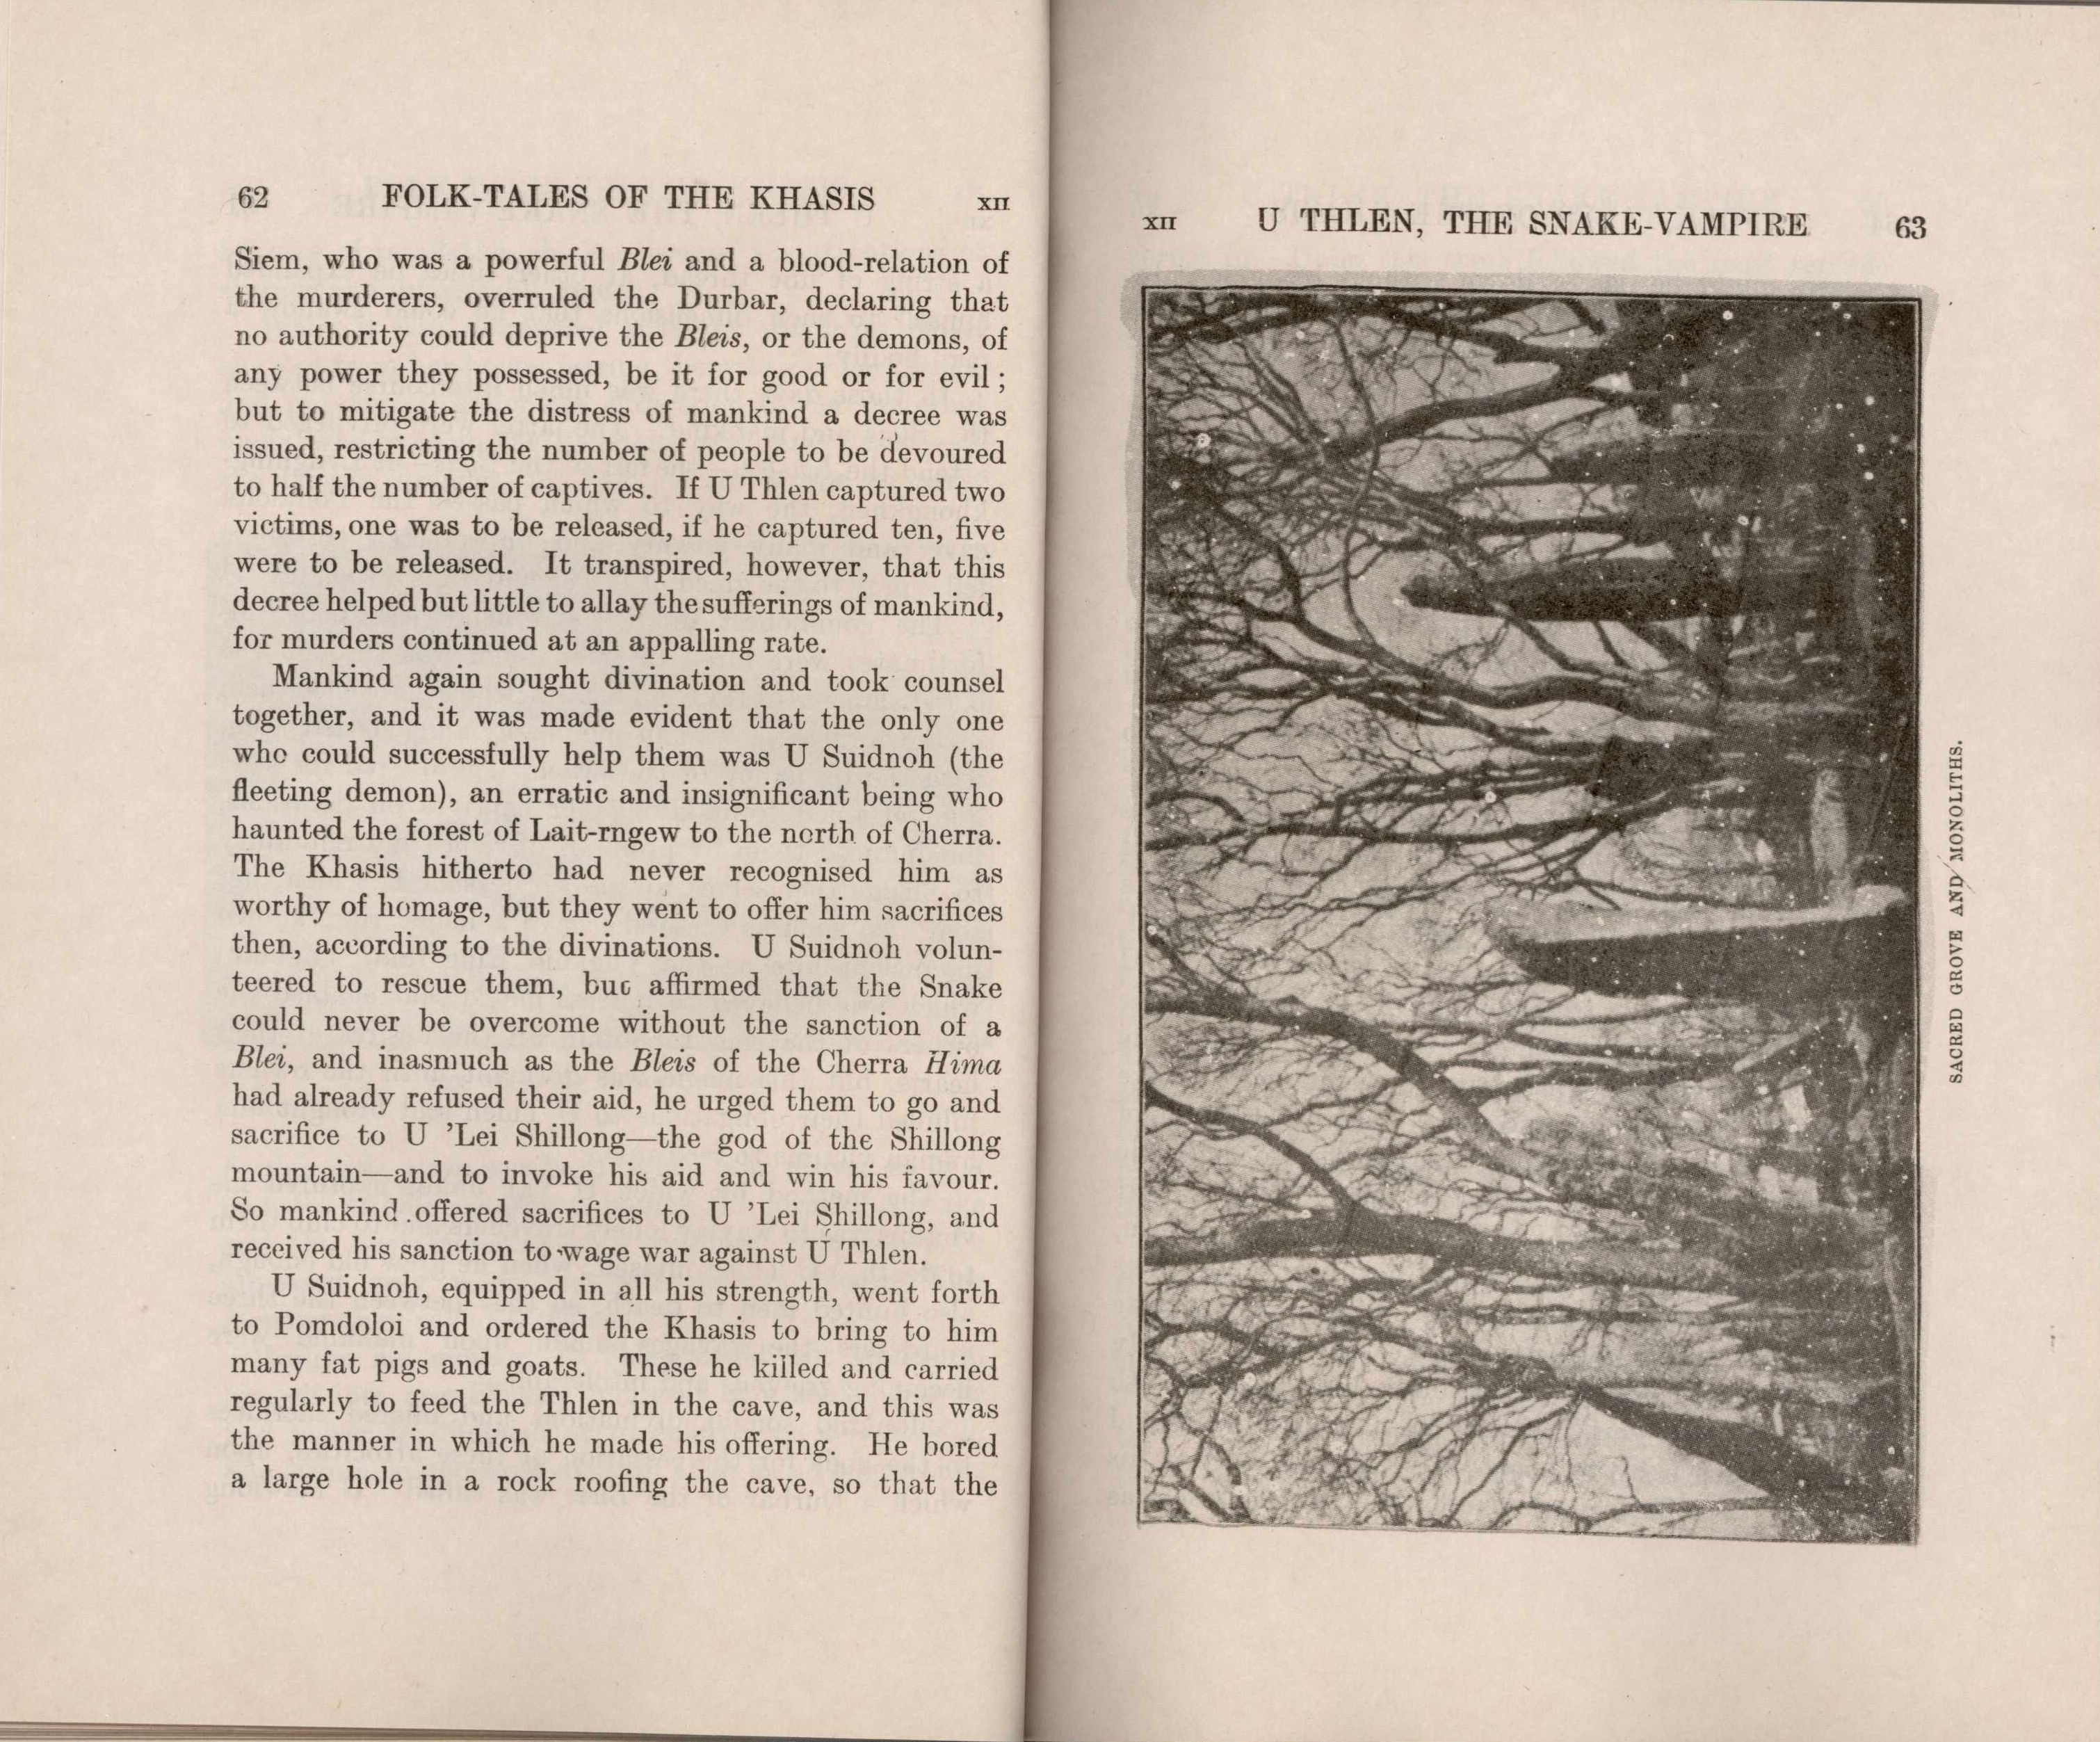 62 FOLK-TALES OF THE KHASIS XII
Siem, who was a powerful Blei and a blood-relation of
the murderers, overruled the Durbar, declaring that
no authority could deprive the Bleis, or the demons, of
any power they possessed, be it for good or for evil ;
but to mitigate the distress of mankind a decree was
issued, restricting the number of people to be devoured
to half the number of captives. If U Thlen captured two
victims, one was to be released, if he captured ten, five
were to be released. It transpired, however, that this
decree helped but little to allay the sufferings of mankind,
for murders continued at an appalling rate.
Mankind again sought divination and took counsel
together, and it was made evident that the only one
who could successfully help them was U Suidnoh (the
fleeting demon), an erratic and insignificant being who
haunted the forest of Lait-rngew to the north of Cherra.
The Khasis hitherto had never recognised him as
worthy of homage, but they went to offer him sacrifices
then, according to the divinations. U Suidnoh volun-
teered to rescue them, but affirmed that the Snake
could never be overcome without the sanction of a
Blei, and inasmuch as the Bleis of the Cherra Hima
had already refused their aid, he urged them to go and
sacrifice to U ’Lei Shillong—the god of the Shillong
mountain—and to invoke his aid and win his favour.
So mankind offered sacrifices to U ’Lei Shillong, and
received his sanction to wage war against U Thlen.
U Suidnoh, equipped in all his strength, went forth
to Pomdoloi and ordered the Khasis to bring to him
many fat pigs and goats. These he killed and carried
regularly to feed the Thlen in the cave, and this was
the manner in which he made his offering. He bored
a large hole in a rock roofing the cave, so that the
XII U THLEN, THE SNAKE-VAMPIRE 63
SACRED GROVE AND MONOLITHS.